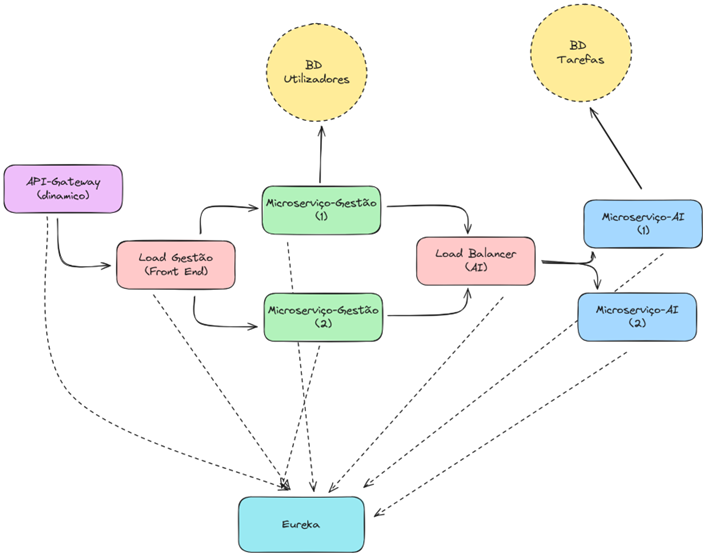 BD
Utilizadores
BD
Tarefas
API-Gateway
(dinamico)
Microserviço-Gestão
(1)
Microserviço-AI
(1)
Load Gestão
(Front End)
Load Balancer
(AI)
Microserviço-Gestão
(2)
Microserviço-AI
(2)
Eureka